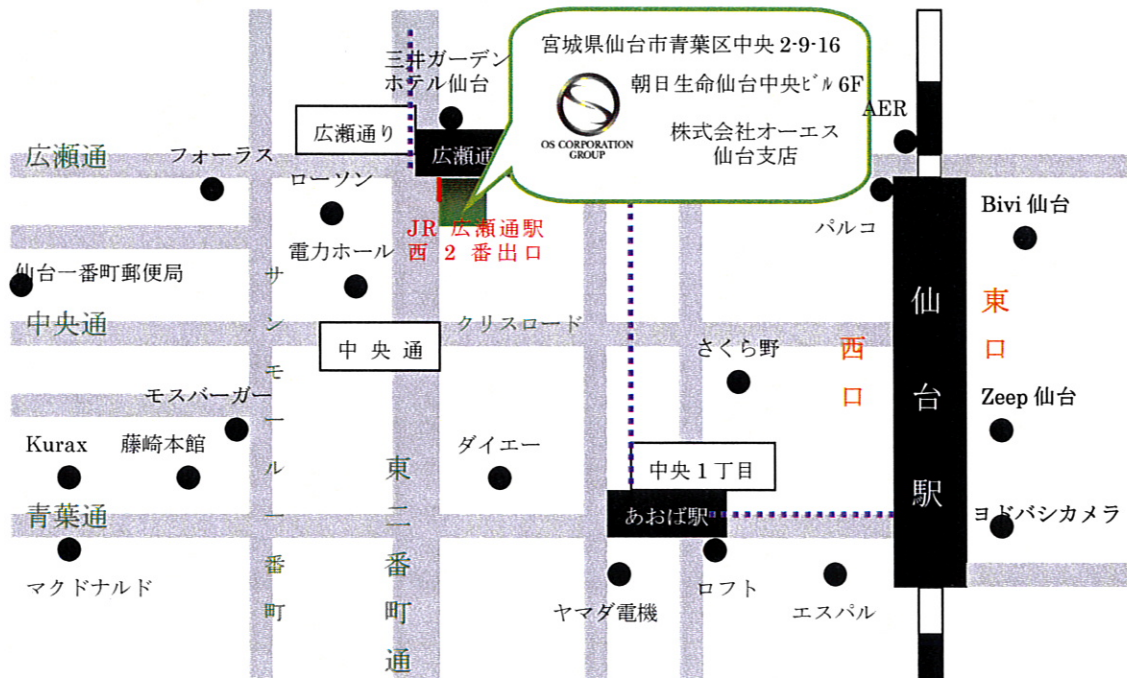 宮城県仙台市青葉区中央 2-9-16
朝日生命仙台中央ビル 6F
OS CORPORATION
GROUP
株式会社オーエス
仙台支店
三井ガーデン
ホテル仙台
AER
広瀬通り
広瀬通
広瀬通
フォーラス
ローソン
パルコ
Bivi 仙台
JR 広瀬通駅
西 2 番出口
電力ホール
仙台一番町郵便局
中央通
クリスロード
中 央 通
さくら野
西口
仙台駅
東口
サンモール一番町
モスバーガー
Zeep 仙台
Kurax
藤崎本館
東二番町通
ダイエー
中央 1 丁目
青葉通
あおば駅
ヨドバシカメラ
マクドナルド
ヤマダ電機
ロフト
エスパル